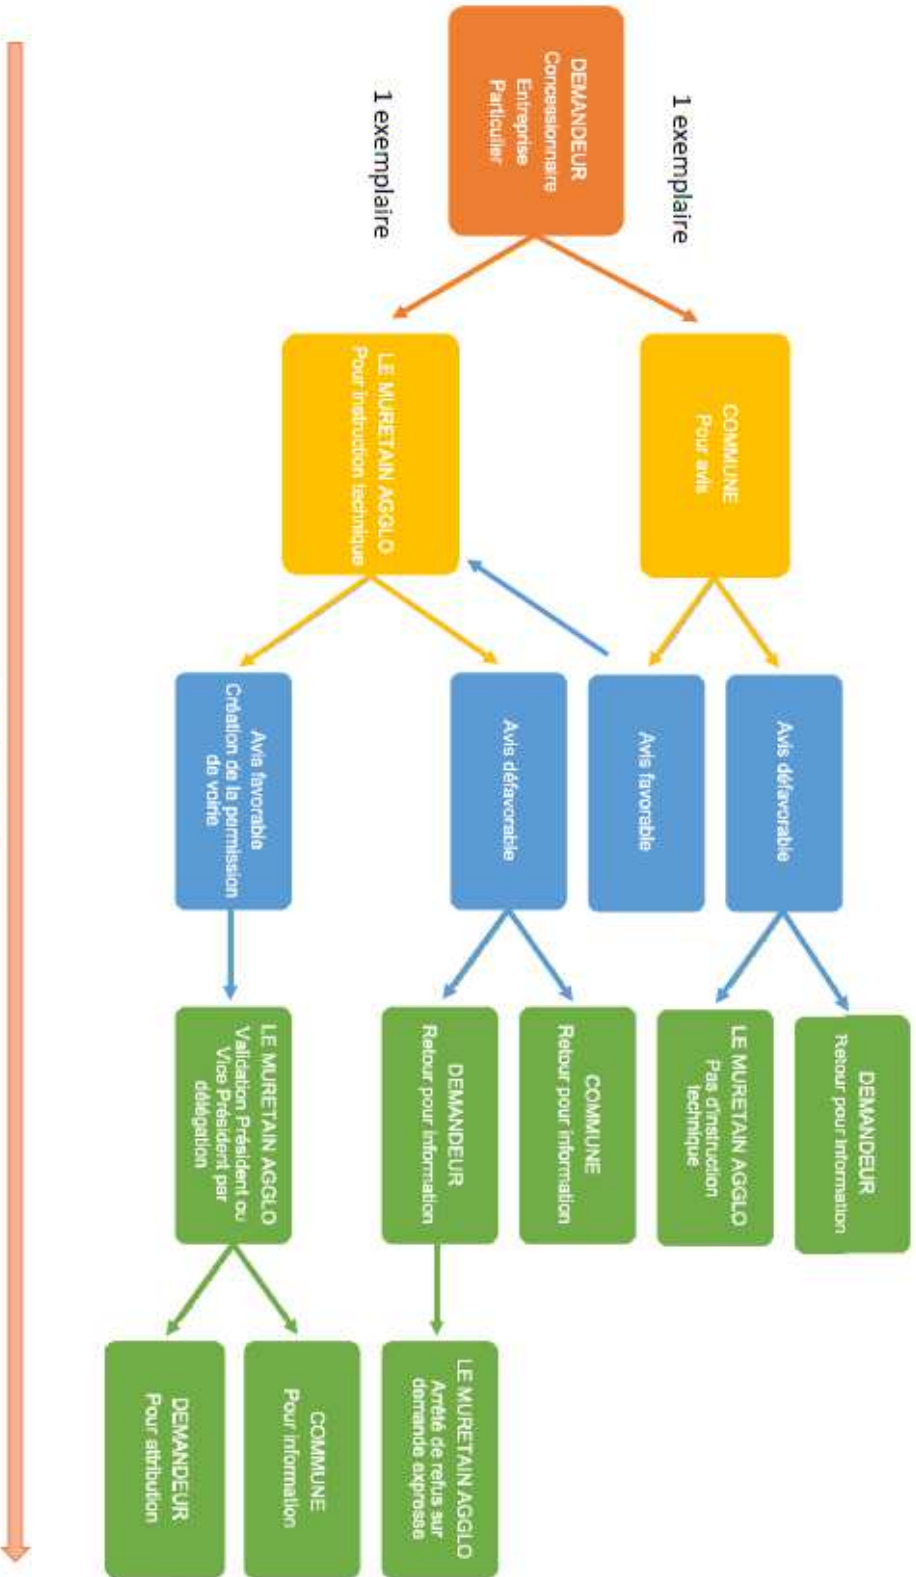 DEMANDEUR
Concessionnaire
Entreprise
Particulier
1 exemplaire
1 exemplaire
COMMUNE
Pour avis
LE MURETAIN AGGLO
Pour instruction technique
Avis défavorable
Avis favorable
Avis défavorable
Avis favorable
Création de la permission
de voirie
DEMANDEUR
Retour pour information
LE MURETAIN AGGLO
Pas d'instruction
technique
COMMUNE
Retour pour information
DEMANDEUR
Retour pour information
LE MURETAIN AGGLO
Validation Président ou
Vice Président par
délégation
LE MURETAIN AGGLO
Arrêté de refus sur
demande expresse
COMMUNE
Pour information
DEMANDEUR
Pour attribution